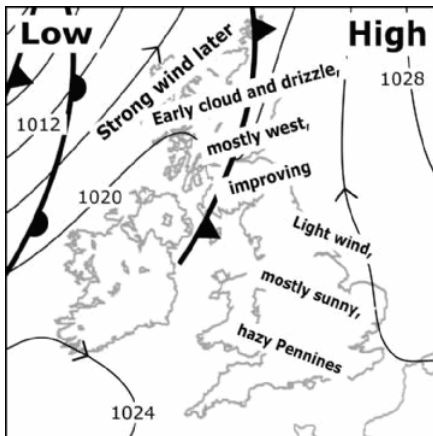 Low
High
Strong wind later
1028
Early cloud and drizzle,
1012
mostly west,
improving
1020
Light wind,
mostly sunny,
hazy Pennines
1024